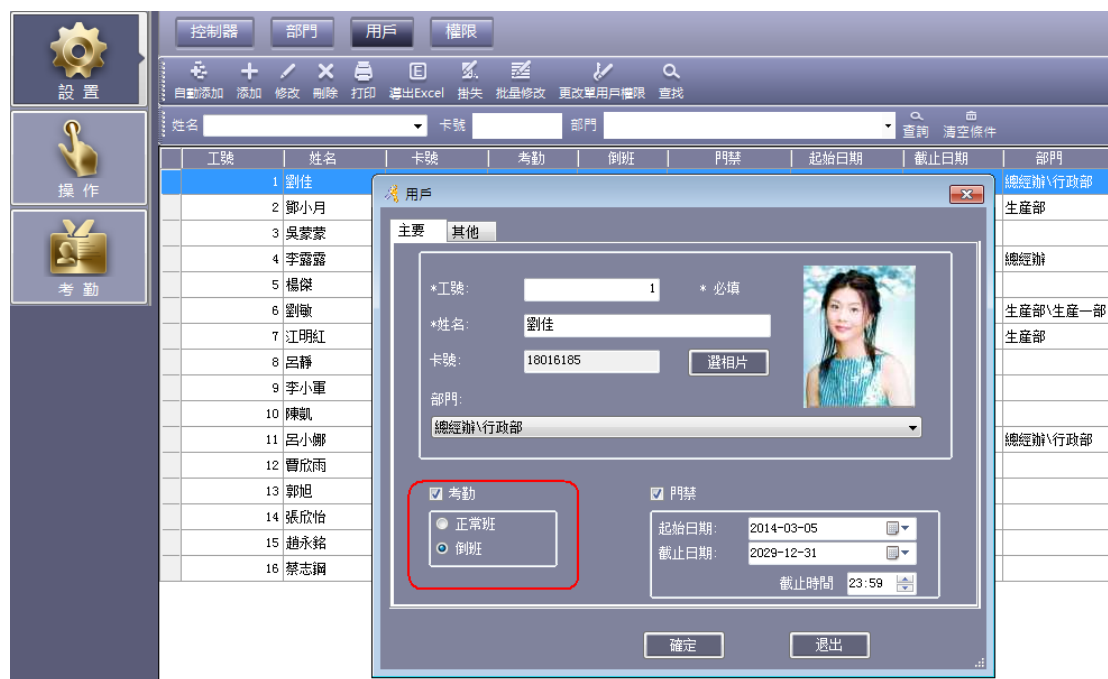 設置
操作
考勤
控制器 部門 用戶 權限
自動添加 添加 修改 刪除 打印 導出Excel 掛失 批量修改 更改單用戶權限 查找
姓名 卡號 部門 查詢 清空條件
工號 姓名 卡號 考勤 倒班 門禁 起始日期 截止日期 部門
1 劉佳 總經辦\行政部
2 鄧小月 生産部
3 吳蒙蒙
4 李露露 總經辦
5 楊傑
6 劉敏 生産部\生産一部
7 江明紅 生産部
8 呂靜
9 李小軍
10 陳凱
11 呂小娜 總經辦\行政部
12 曹欣雨
13 郭旭
14 張欣怡
15 趙永銘
16 蔡志鋼
用戶
主要 其他
*工號: 1 * 必填
*姓名: 劉佳
卡號: 18016185 選相片
部門:
總經辦\行政部
考勤 門禁
正常班
倒班
起始日期: 2014-03-05
截止日期: 2029-12-31
截止時間 23:59
確定 退出